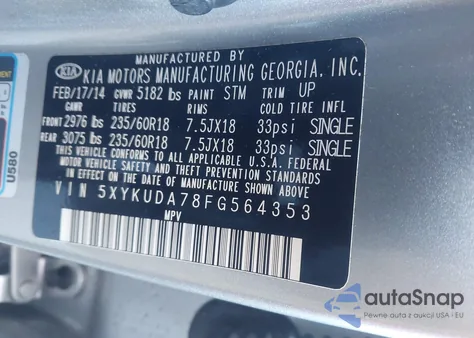 MANUFACTURED BY
KIA KIA MOTORS MANUFACTURING GEORGIA, INC.
FEB/17/14 GVWR 5182 lbs PAINT STM TRIM UP
GAWR TIRES RIMS COLD TIRE INFL
FRONT 2976 lbs 235/60R18 7.5JX18 33psi SINGLE
REAR 3075 lbs 235/60R18 7.5JX18 33psi SINGLE
THIS VEHICLE CONFORMS TO ALL APPLICABLE U.S.A. FEDERAL
MOTOR VEHICLE SAFETY AND THEFT PREVENTION STANDARDS
IN EFFECT ON THE DATE OF MANUFACTURE SHOWN ABOVE.
VIN 5XYKUDA78FG564353
MPV
U580
autaSnap
Pewne auta z aukcji USA i EU